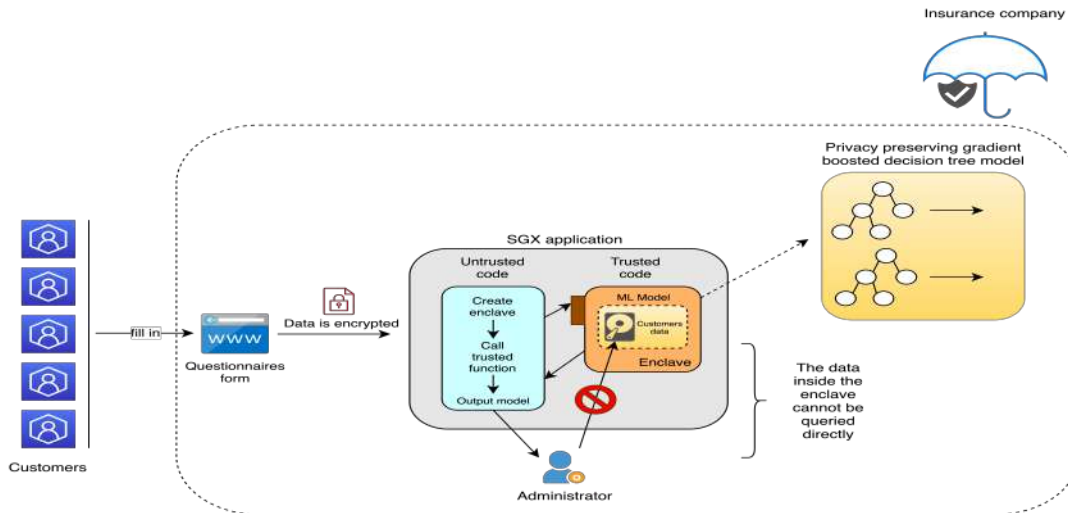 Insurance company
Privacy preserving gradient
boosted decision tree model
SGX application
Untrusted
code
Trusted
code
Create
enclave
Call
trusted
function
Output model
ML Model
Customers
data
Enclave
Data is encrypted
fill in
www
Questionnaires
form
Customers
The data
inside the
enclave
cannot be
queried
directly
Administrator